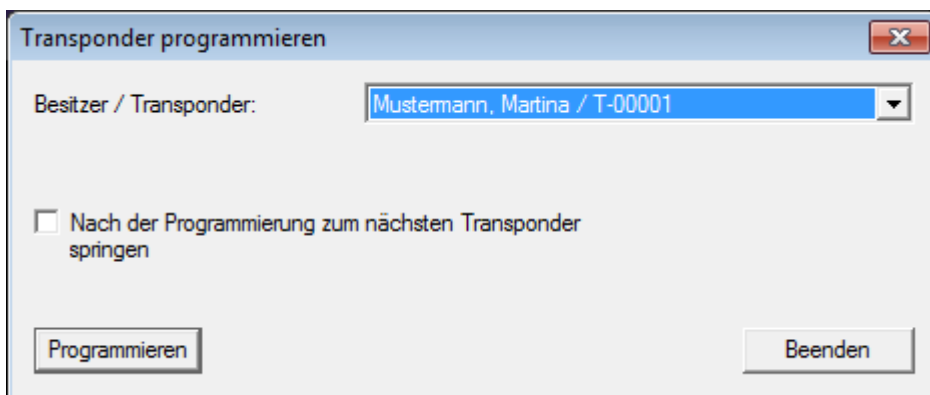 Transponder programmieren
Besitzer / Transponder:
Mustermann, Martina / T-00001
Nach der Programmierung zum nächsten Transponder
springen
Programmieren
Beenden